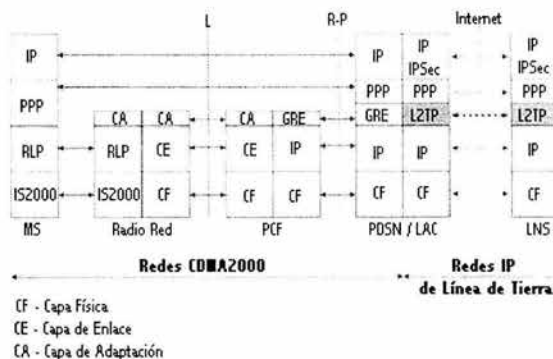 L R-P Internet
IP IP IP IP
IPSec IPSec
PPP PPP PPP PPP
CA CA CA GRE GRE L2TP L2TP
RLP RLP CE CE IP IP IP IP
IS2000 IS2000 CF CF CF CF CF CF
MS Radio Red PCF PDSN / LAC LNS
Redes CDMA2000 Redes IP
de Línea de Tierra
CF - Capa Física
CE - Capa de Enlace
CA - Capa de Adaptación